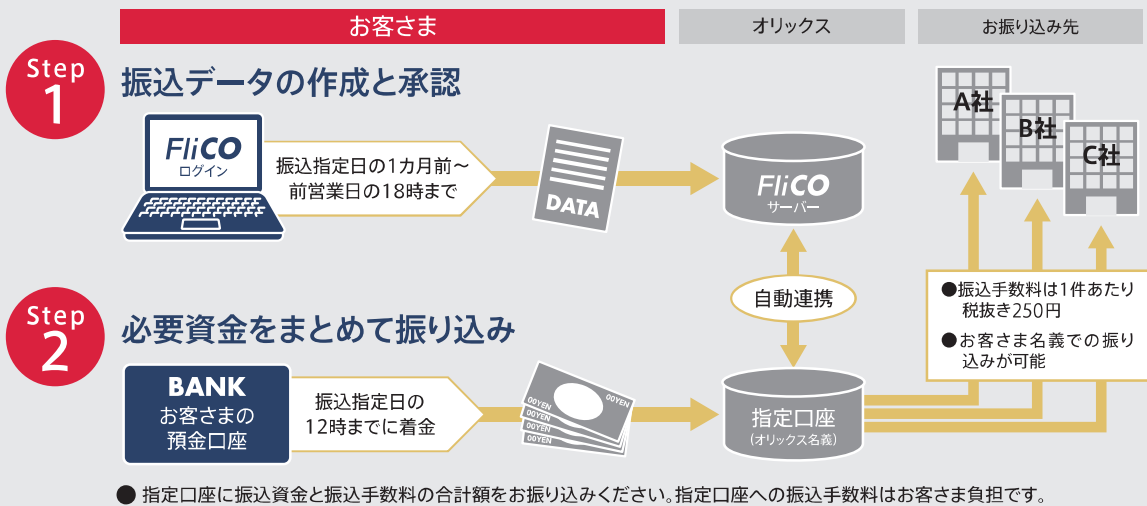 お客さま
オリックス
お振り込み先
Step
1
振込データの作成と承認
FliCO
ログイン
振込指定日の1カ月前～
前営業日の18時まで
DATA
FliCO
サーバー
A社
B社
C社
自動連携
●振込手数料は1件あたり
税抜き250円
●お客さま名義での振り
込みが可能
Step
2
必要資金をまとめて振り込み
BANK
お客さまの
預金口座
振込指定日の
12時までに着金
00YEN
00YEN
00YEN
00YEN
00YEN
指定口座
(オリックス名義)
● 指定口座に振込資金と振込手数料の合計額をお振り込みください。指定口座への振込手数料はお客さま負担です。